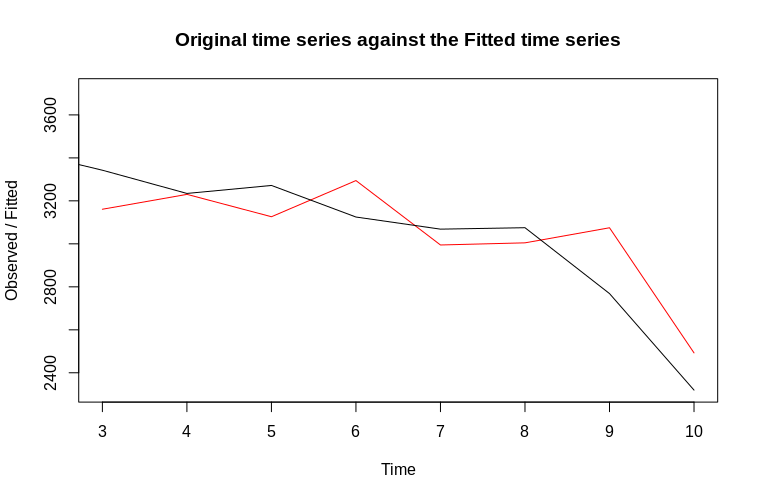 Original time series against the Fitted time series
Observed / Fitted
3600
3200
2800
2400
3 4 5 6 7 8 9 10
Time